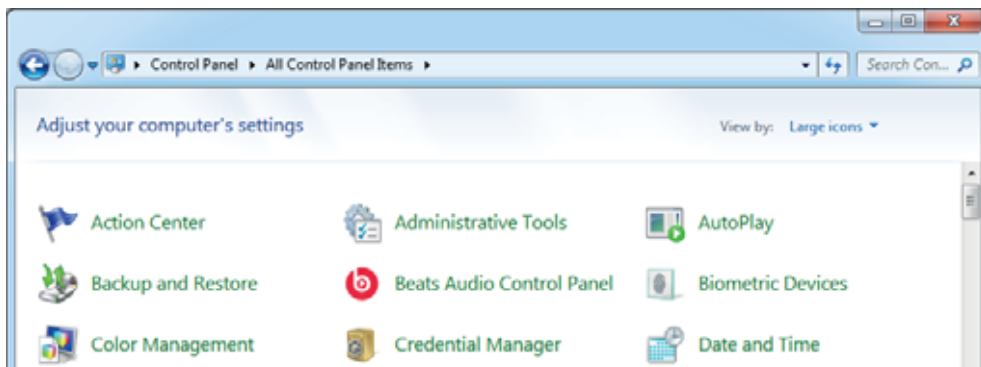 Control Panel All Control Panel Items Search Con...
Adjust your computer's settings View by: Large icons
Action Center Administrative Tools AutoPlay
Backup and Restore Beats Audio Control Panel Biometric Devices
Color Management Credential Manager Date and Time